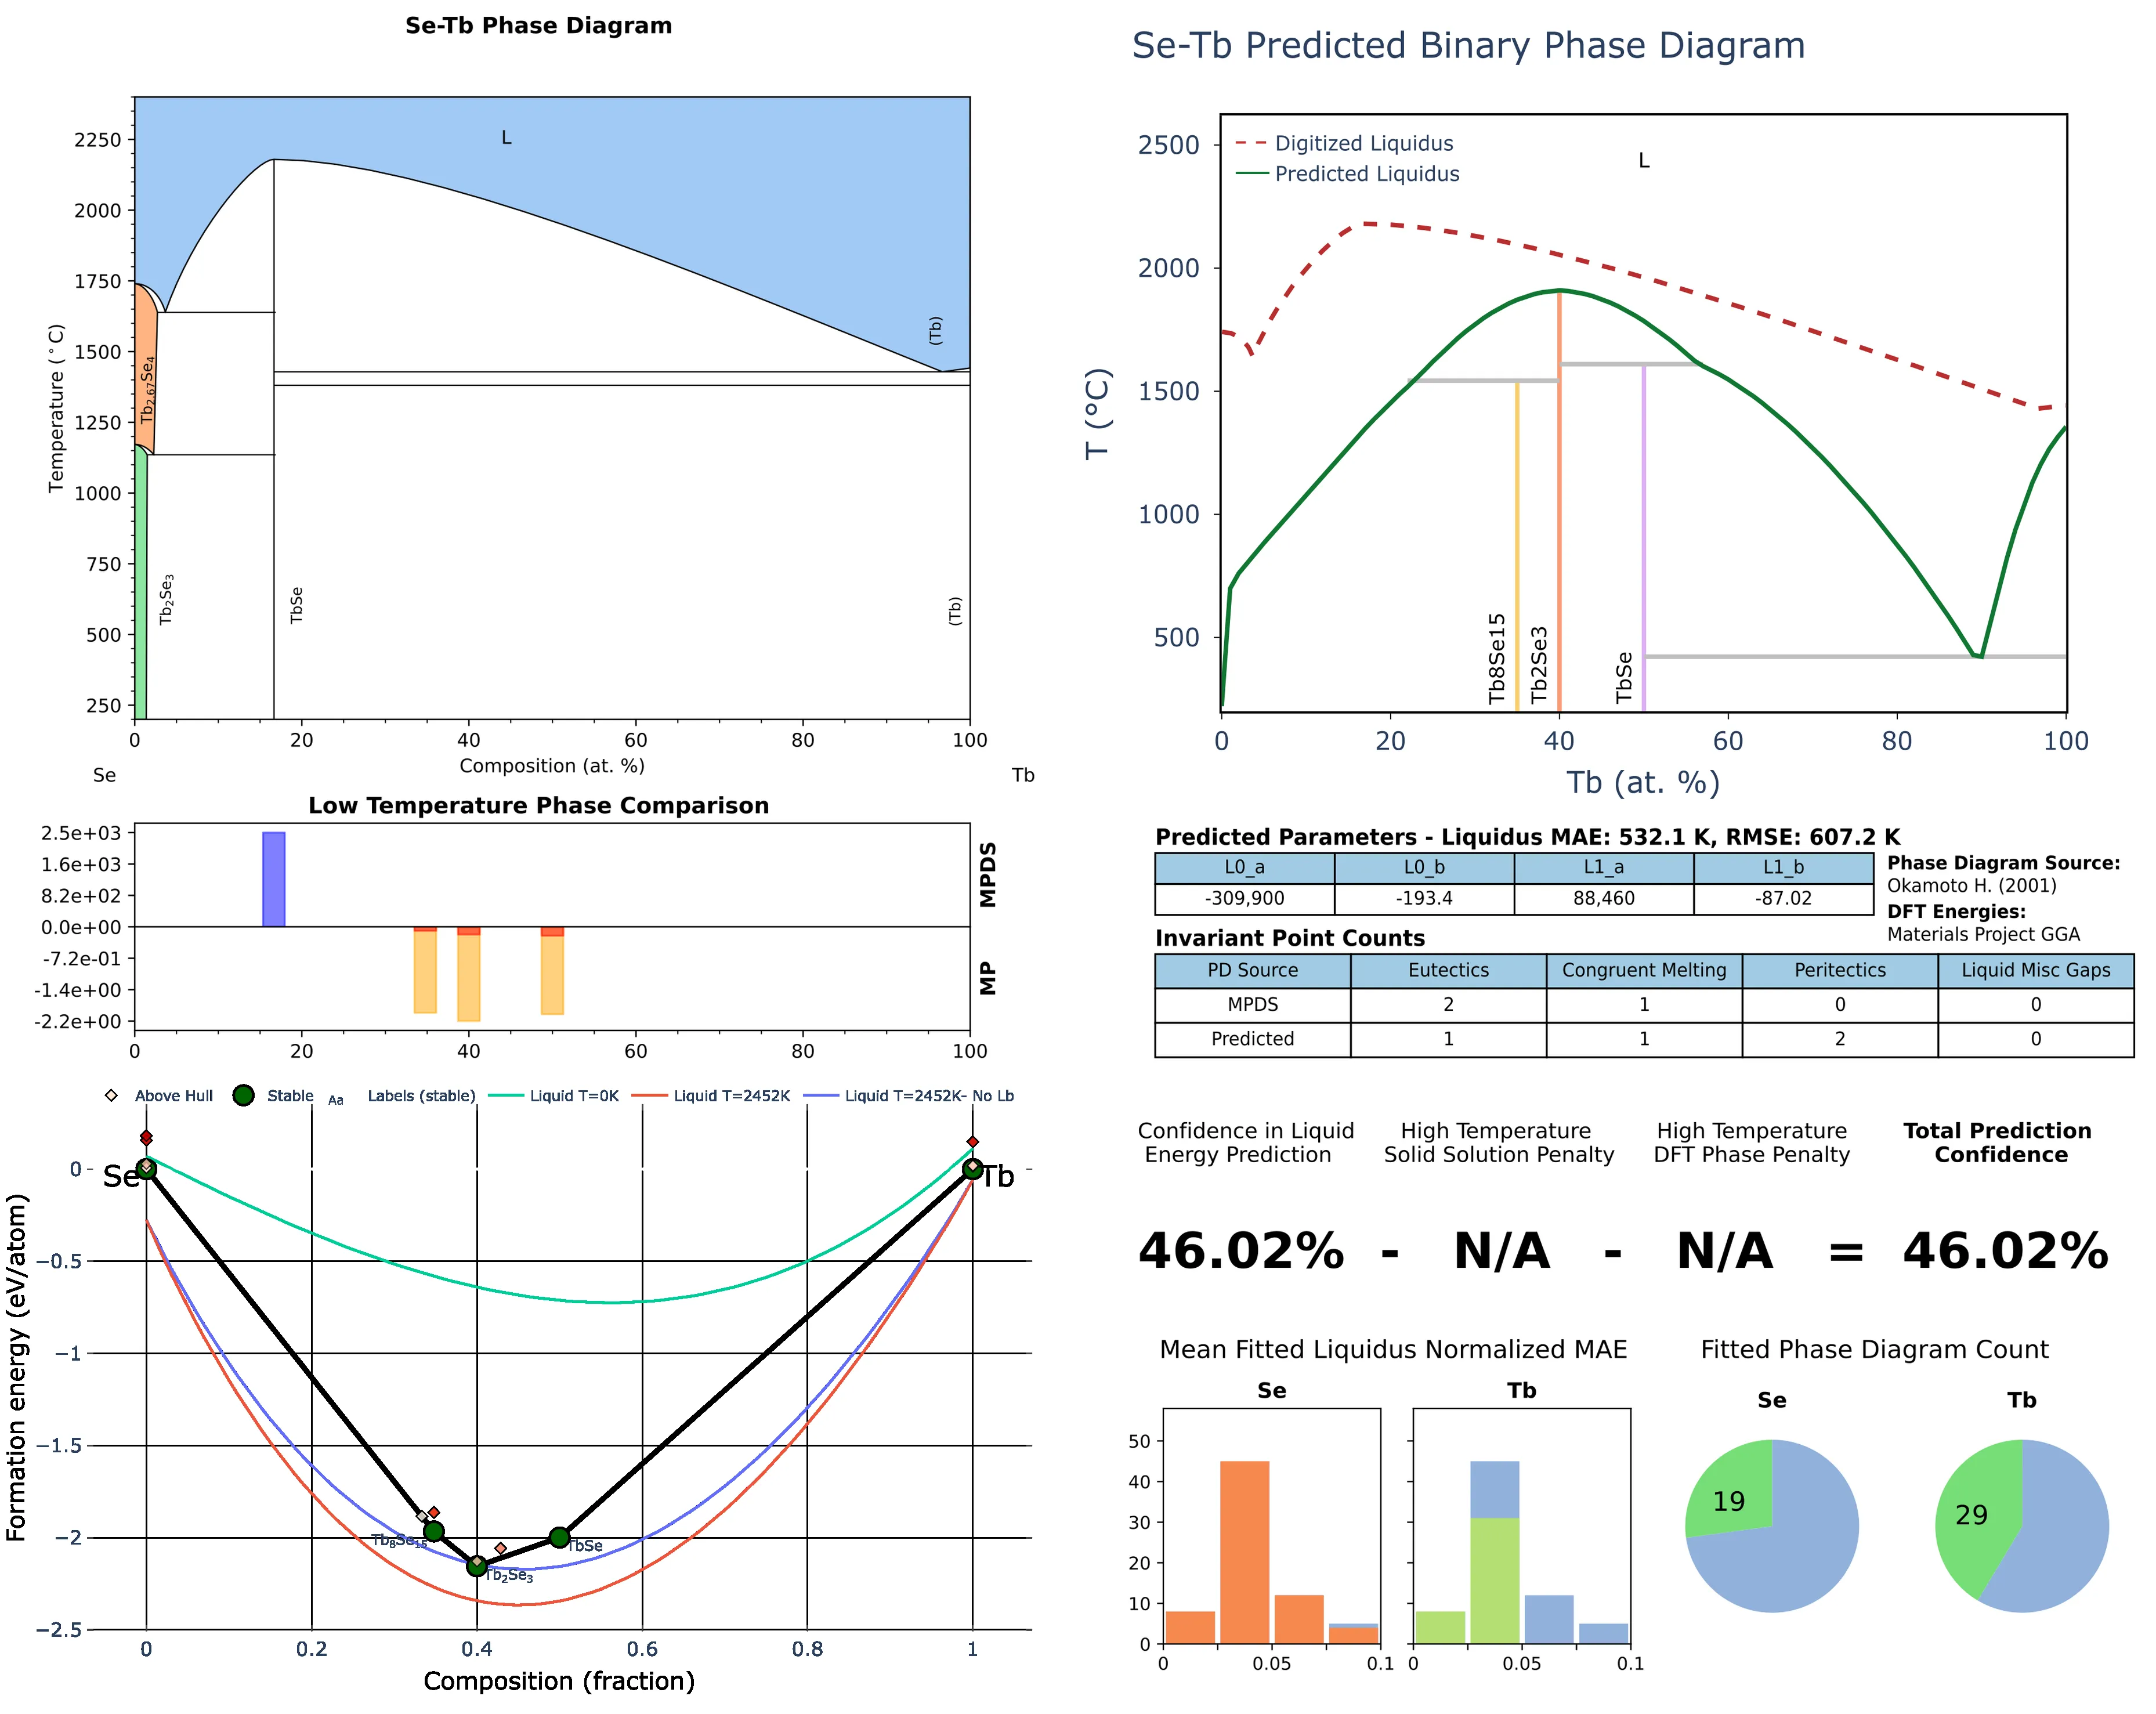 Se-Tb Phase Diagram
Temperature (°C)
2250
2000
1750
1500
1250
1000
750
500
250
L
Tb2.67Se4
Tb2Se3
TbSe
(Tb)
(Tb)
0 20 40 60 80 100
Composition (at. %)
Se
Tb
Low Temperature Phase Comparison
2.5e+03
1.6e+03
8.2e+02
0.0e+00
-7.2e-01
-1.4e+00
-2.2e+00
MPDS
MP
0 20 40 60 80 100
Above Hull Stable Aa Labels (stable) Liquid T=0K Liquid T=2452K Liquid T=2452K- No Lb
Formation energy (eV/atom)
0
−0.5
−1
−1.5
−2
−2.5
Se
Tb
Tb8Se15
Tb2Se3
TbSe
0 0.2 0.4 0.6 0.8 1
Composition (fraction)
Se-Tb Predicted Binary Phase Diagram
Digitized Liquidus
Predicted Liquidus
L
T (°C)
2500
2000
1500
1000
500
Tb8Se15
Tb2Se3
TbSe
0 20 40 60 80 100
Tb (at. %)
Predicted Parameters - Liquidus MAE: 532.1 K, RMSE: 607.2 K
L0_a L0_b L1_a L1_b
-309,900 -193.4 88,460 -87.02
Phase Diagram Source:
Okamoto H. (2001)
DFT Energies:
Materials Project GGA
Invariant Point Counts
PD Source Eutectics Congruent Melting Peritectics Liquid Misc Gaps
MPDS 2 1 0 0
Predicted 1 1 2 0
Confidence in Liquid
Energy Prediction
High Temperature
Solid Solution Penalty
High Temperature
DFT Phase Penalty
Total Prediction
Confidence
46.02% - N/A - N/A = 46.02%
Mean Fitted Liquidus Normalized MAE
Se
Tb
50
40
30
20
10
0
0 0.05 0.1
0 0.05 0.1
Fitted Phase Diagram Count
Se
Tb
19
29